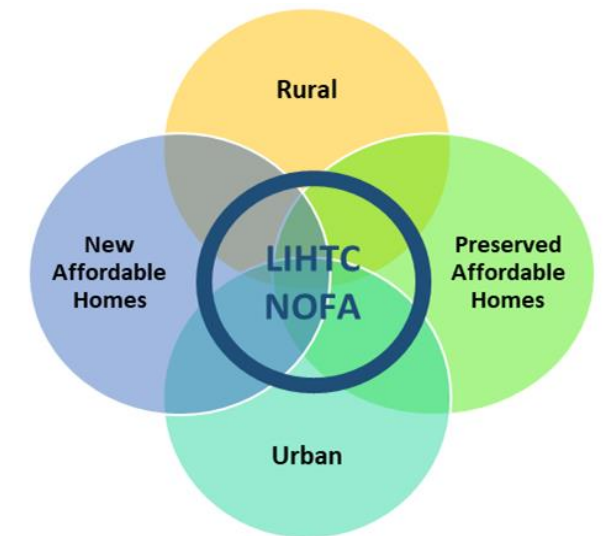 Rural
New
Affordable
Homes
LIHTC
NOFA
Preserved
Affordable
Homes
Urban